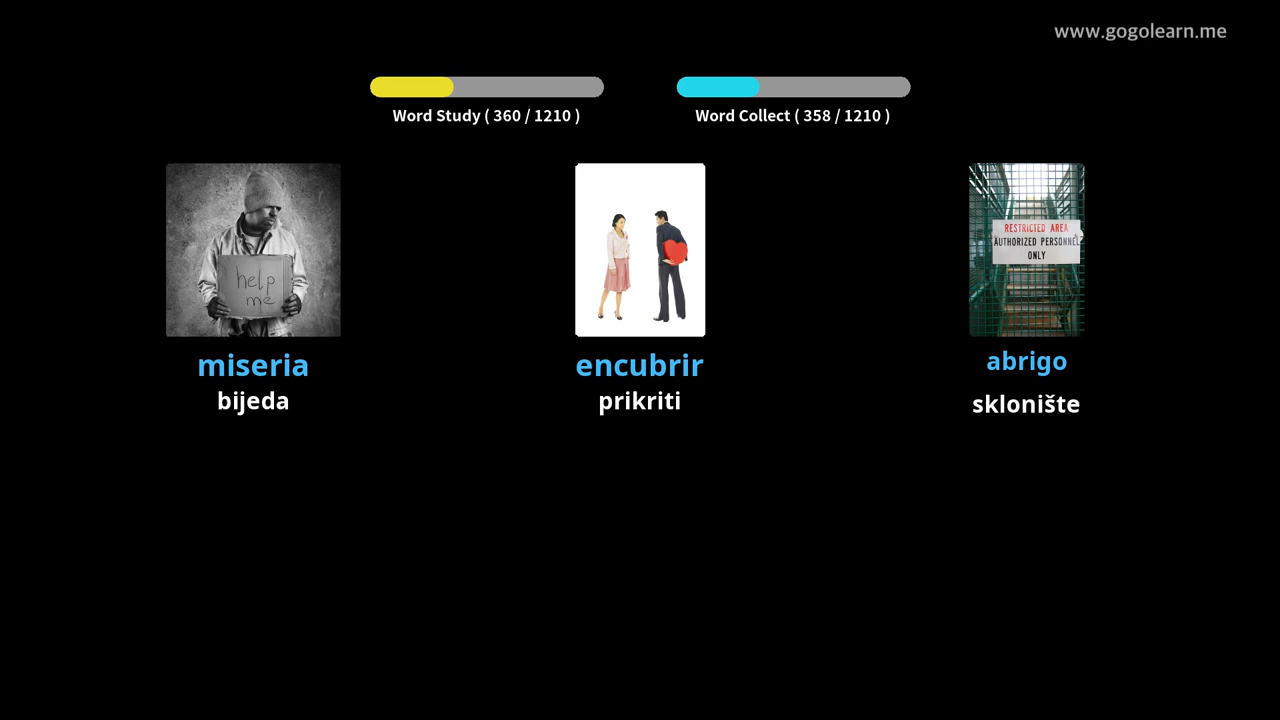 www.gogolearn.me
Word Study ( 360 / 1210 )
Word Collect ( 358 / 1210 )
help
me
RESTRICTED AREA
AUTHORIZED PERSONNEL
ONLY
miseria
bijeda
encubrir
prikriti
abrigo
sklonište